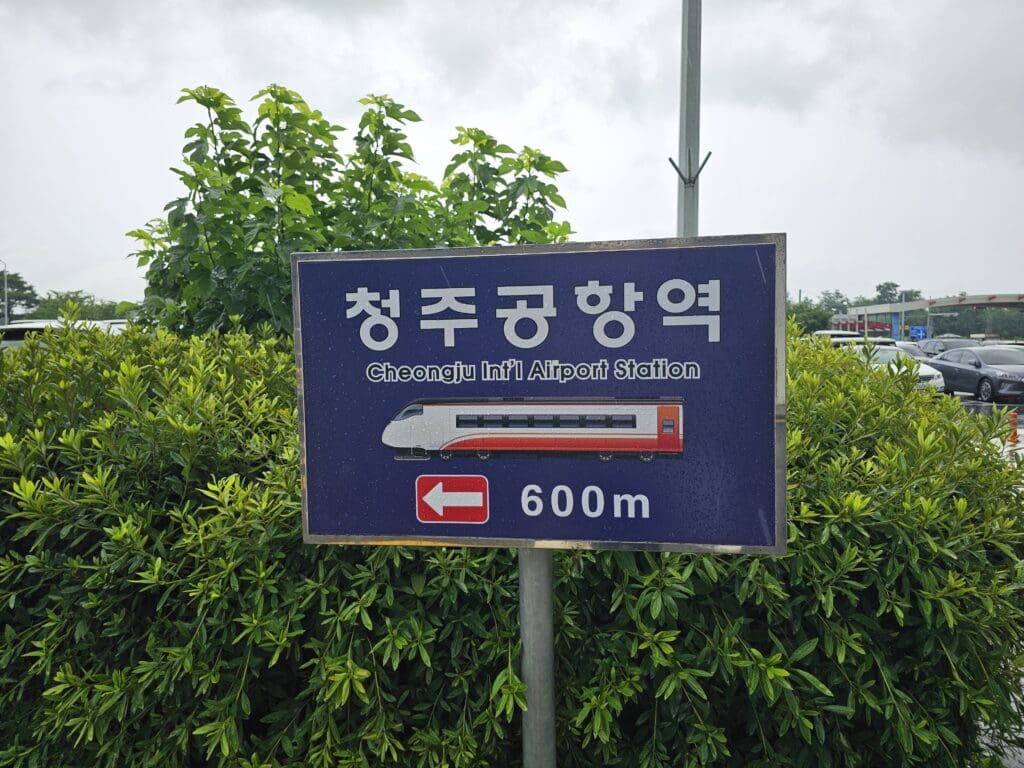 청주공항역
Cheongju Int'l Airport Station
600m